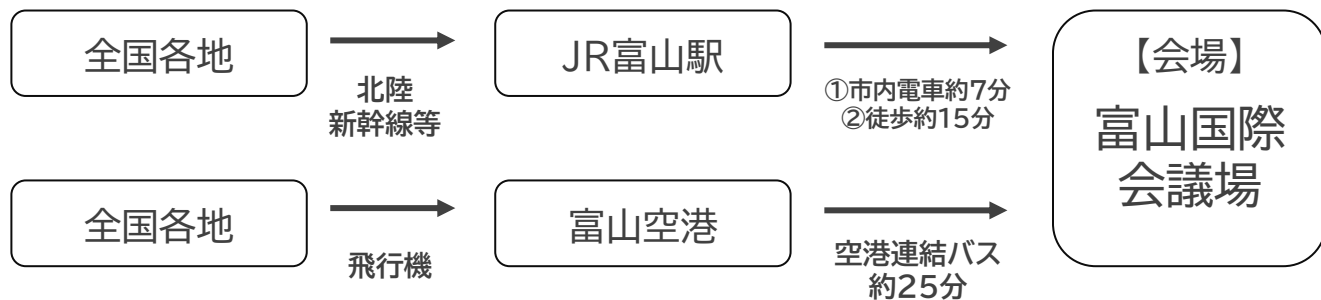 全国各地
北陸
新幹線等
JR富山駅
①市内電車約7分
②徒歩約15分
全国各地
飛行機
富山空港
空港連結バス
約25分
【会場】
富山国際
会議場